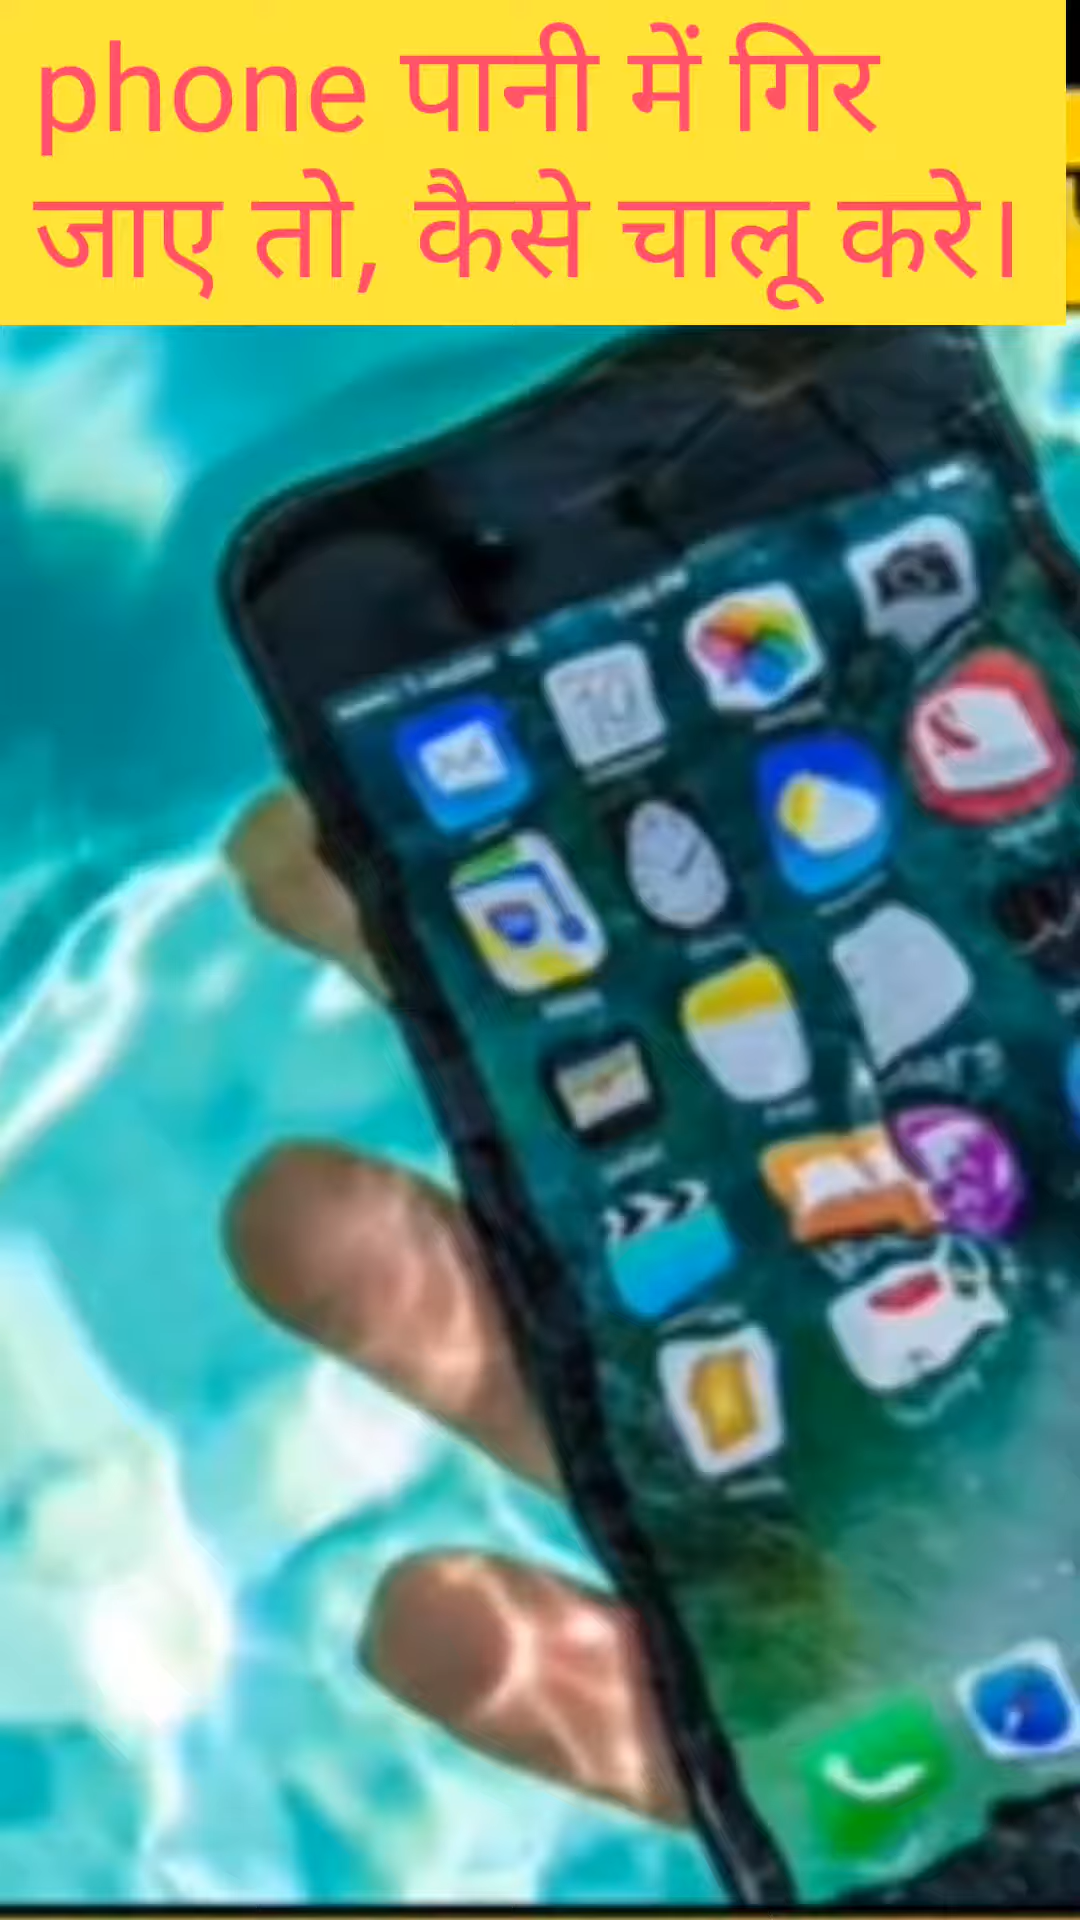 phone पानी में गिर
जाए तो, कैसे चालू करे।